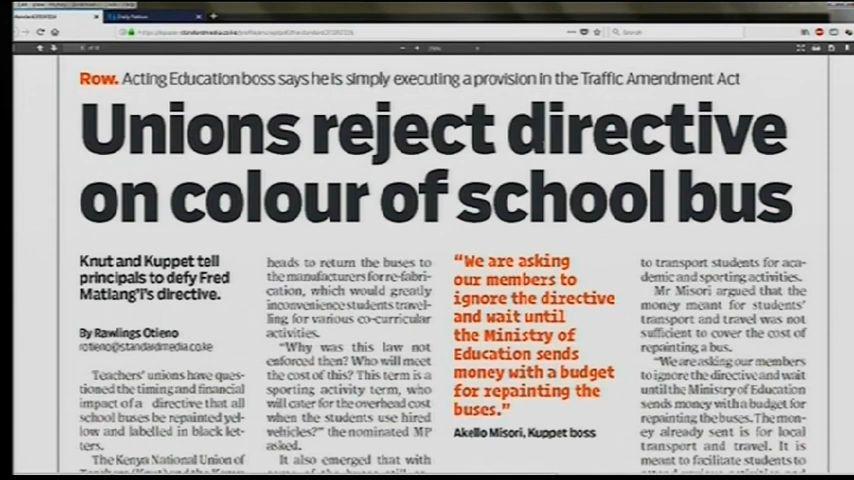 Daily Nation
Search
Row. Acting Education boss says he is simply executing a provision in the Traffic Amendment Act
Unions reject directive
on colour of school bus
Knut and Kuppet tell
principals to defy Fred
Matiang'i's directive.
By Rawlings Otieno
rotieno@standardmedia.co.ke
Teachers' unions have ques-
tioned the timing and financial
impact of a directive that all
school buses be repainted yel-
low and labelled in black let-
ters.
The Kenya National Union of
Teachers (Knut) and the Kenya
heads to return the buses to
the manufacturers for re-fabri-
cation, which would greatly
inconvenience students travel-
ling for various co-curricular
activities.
"Why was this law not
enforced then? Who will meet
the cost of this? This term is a
sporting activity term, who
will cater for the overhead cost
when the students use hired
vehicles?" the nominated MP
asked.
It also emerged that with
"We are asking
our members to
ignore the directive
and wait until
the Ministry of
Education sends
money with a budget
for repainting the
buses."
Akello Misori, Kuppet boss
to transport students for aca-
demic and sporting activities.
Mr Misori argued that the
money meant for students'
transport and travel was not
sufficient to cover the cost of
repainting a bus.
"We are asking our members
to ignore the directive and wait
until the Ministry of Education
sends money with a budget for
repainting the buses. The mon-
ey already sent is for local
transport and travel. It is
meant to facilitate students to